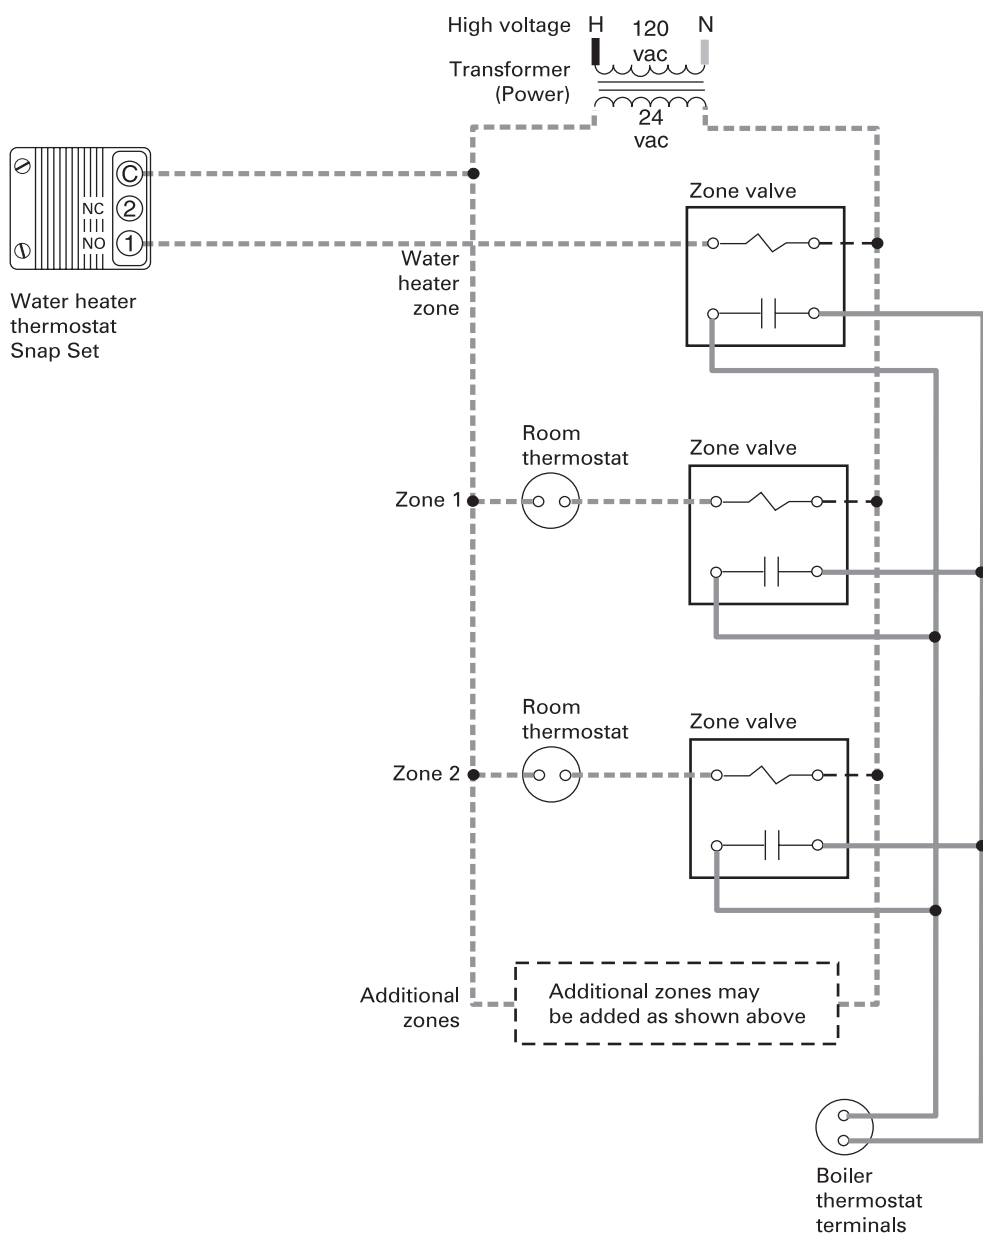 High voltage H 120 N
vac
Transformer
(Power)
24
vac
C
NC 2
NO 1
Water heater
thermostat
Snap Set
Water
heater
zone
Zone valve
Room
thermostat
Zone valve
Zone 1
Room
thermostat
Zone valve
Zone 2
Additional
zones
Additional zones may
be added as shown above
Boiler
thermostat
terminals